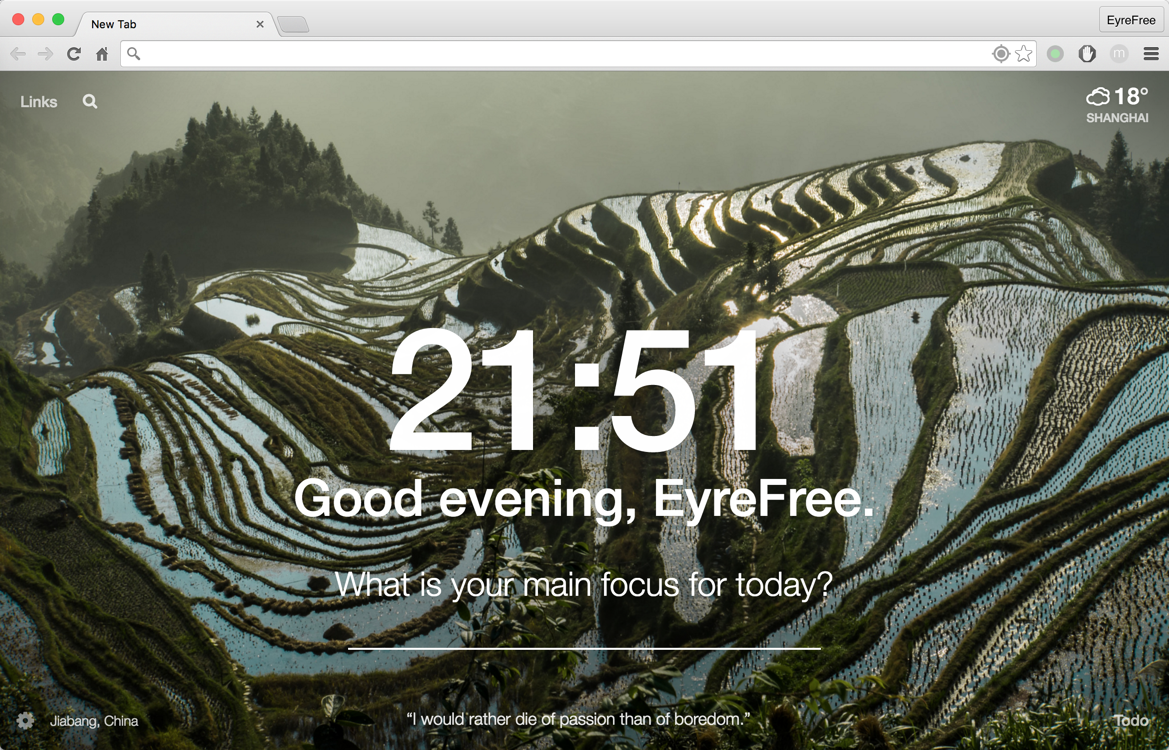 New Tab
EyreFree
m
Links
18°
SHANGHAI
21:51
Good evening, EyreFree.
What is your main focus for today?
Jiabang, China
“I would rather die of passion than of boredom.”
Todo